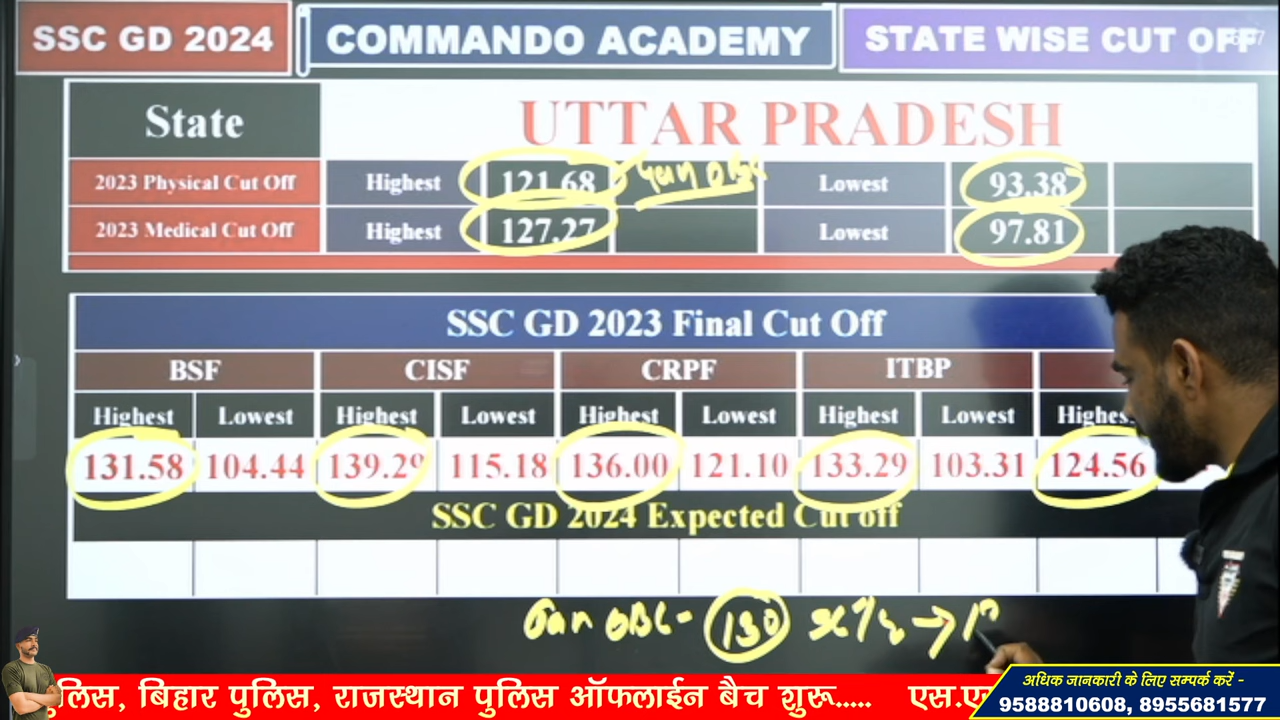 SSC GD 2024 COMMANDO ACADEMY STATE WISE CUT OFF
State UTTAR PRADESH
2023 Physical Cut Off Highest 121.68 Lowest 93.38
2023 Medical Cut Off Highest 127.27 Lowest 97.81
SSC GD 2023 Final Cut Off
BSF CISF CRPF ITBP
Highest Lowest Highest Lowest Highest Lowest Highest Lowest Highes
131.58 104.44 139.29 115.18 136.00 121.10 133.29 103.31 124.56
SSC GD 2024 Expected Cut off
OBC - 130
पुलिस, बिहार पुलिस, राजस्थान पुलिस ऑफलाईन बैच शुरू..... एस.ए
अधिक जानकारी के लिए सम्पर्क करें -
9588810608, 8955681577